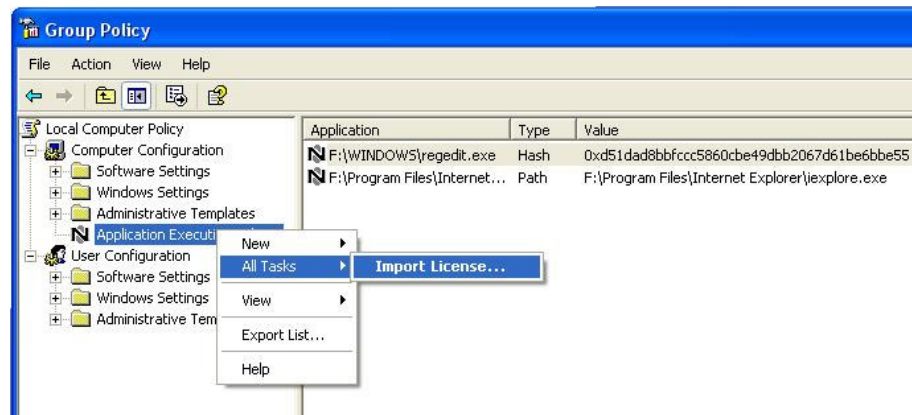 Group Policy
File Action View Help
Local Computer Policy
Computer Configuration
Software Settings
Windows Settings
Administrative Templates
Application Executi
User Configuration
Software Settings
Windows Settings
Administrative Tem
New
All Tasks
Import License...
View
Export List...
Help
Application Type Value
F:\WINDOWS\regedit.exe Hash 0xd51dad8bbfccc5860cbe49dbb2067d61be6bbe55
F:\Program Files\Internet... Path F:\Program Files\Internet Explorer\iexplore.exe